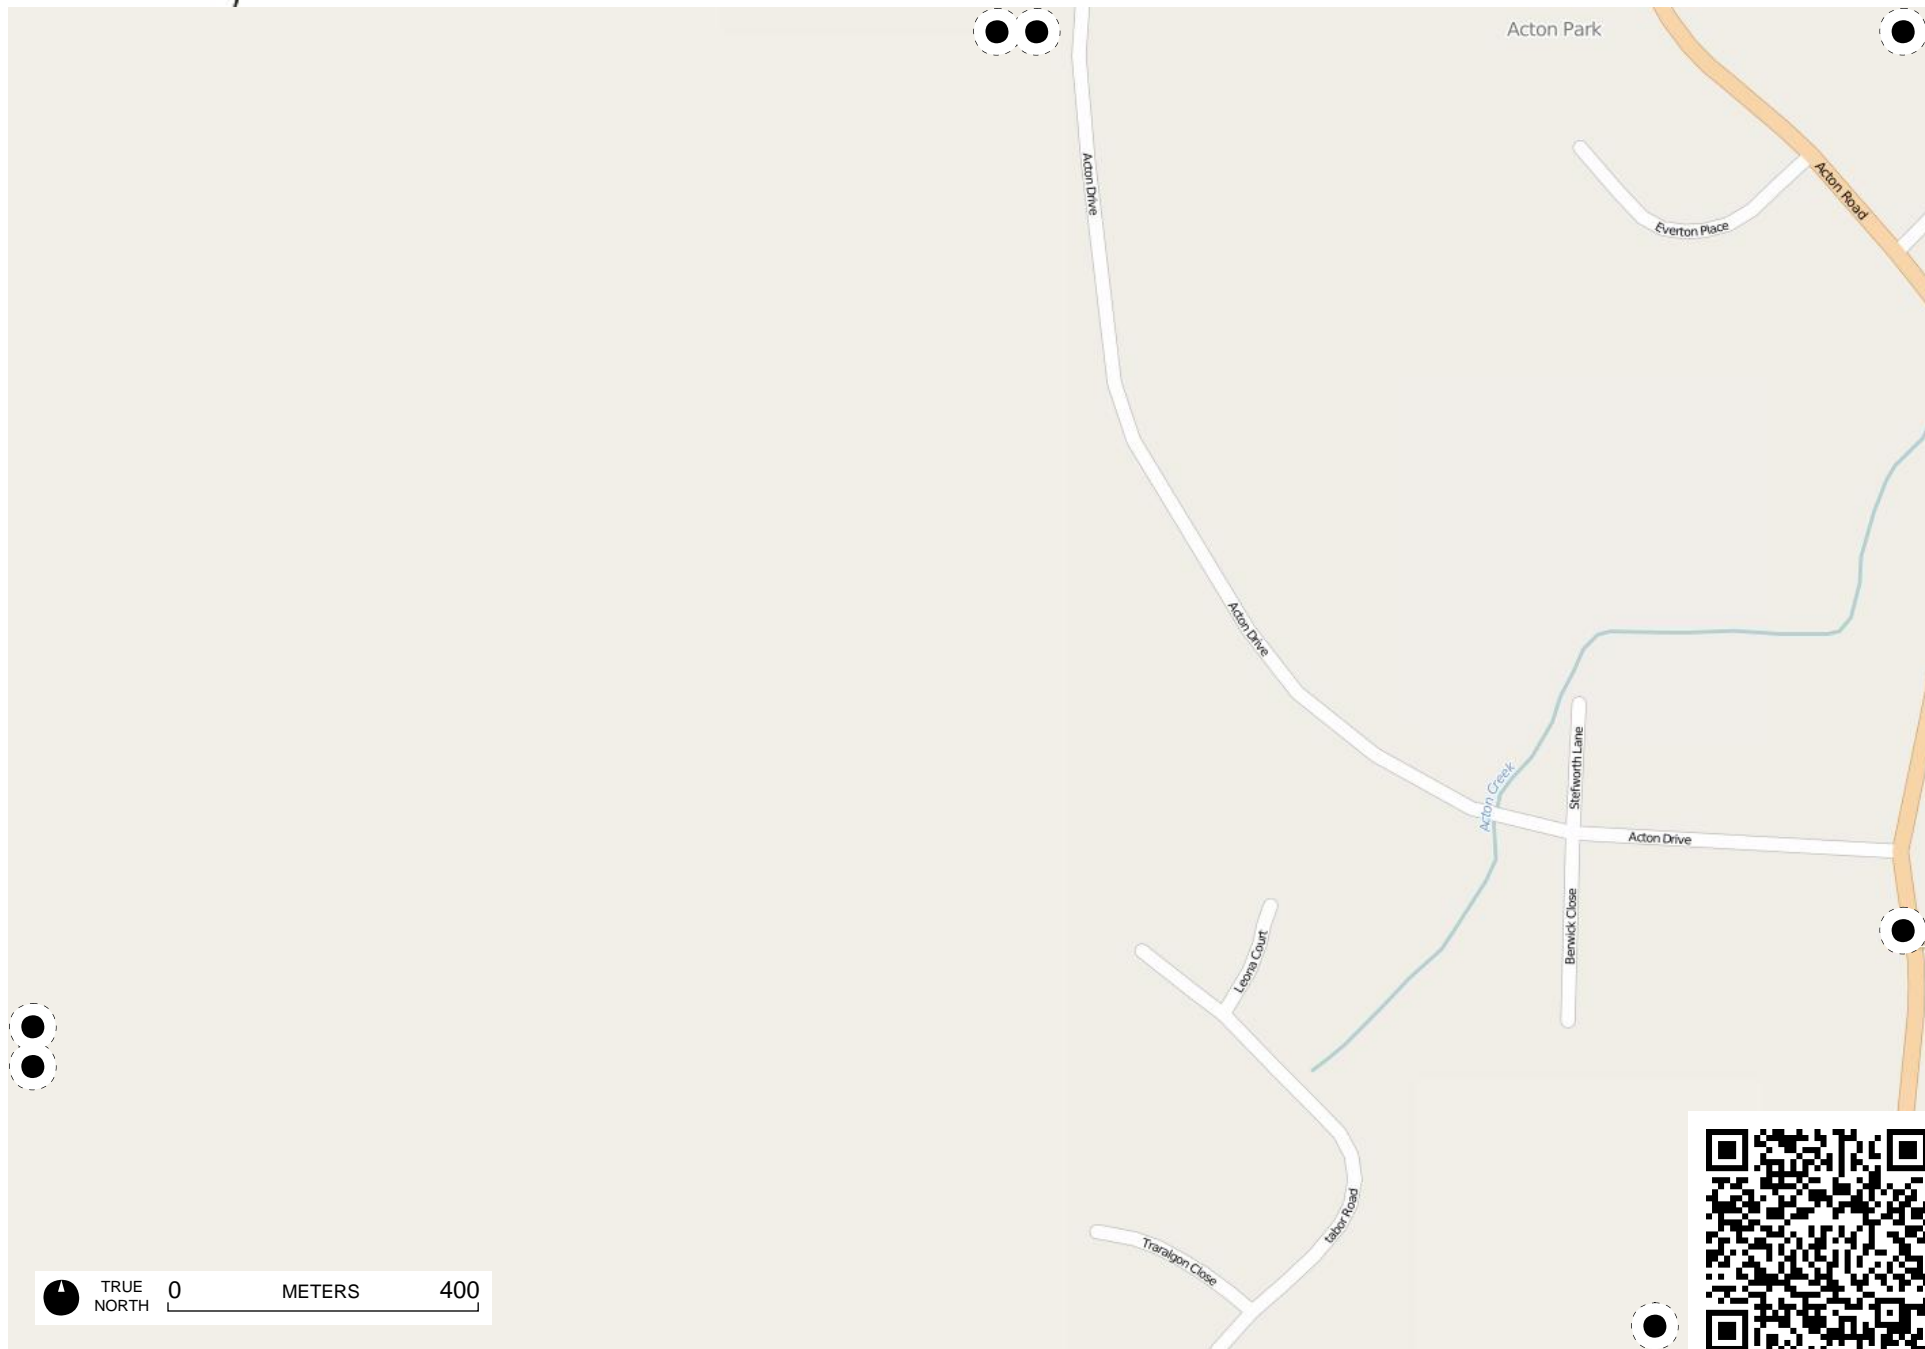 Acton Park
Acton Drive
Acton Road
Everton Place
Acton Drive
Stefworth Lane
Acton Creek
Acton Drive
Berwick Close
Leona Court
tabor Road
Traralgon Close
TRUE
NORTH
0 METERS 400